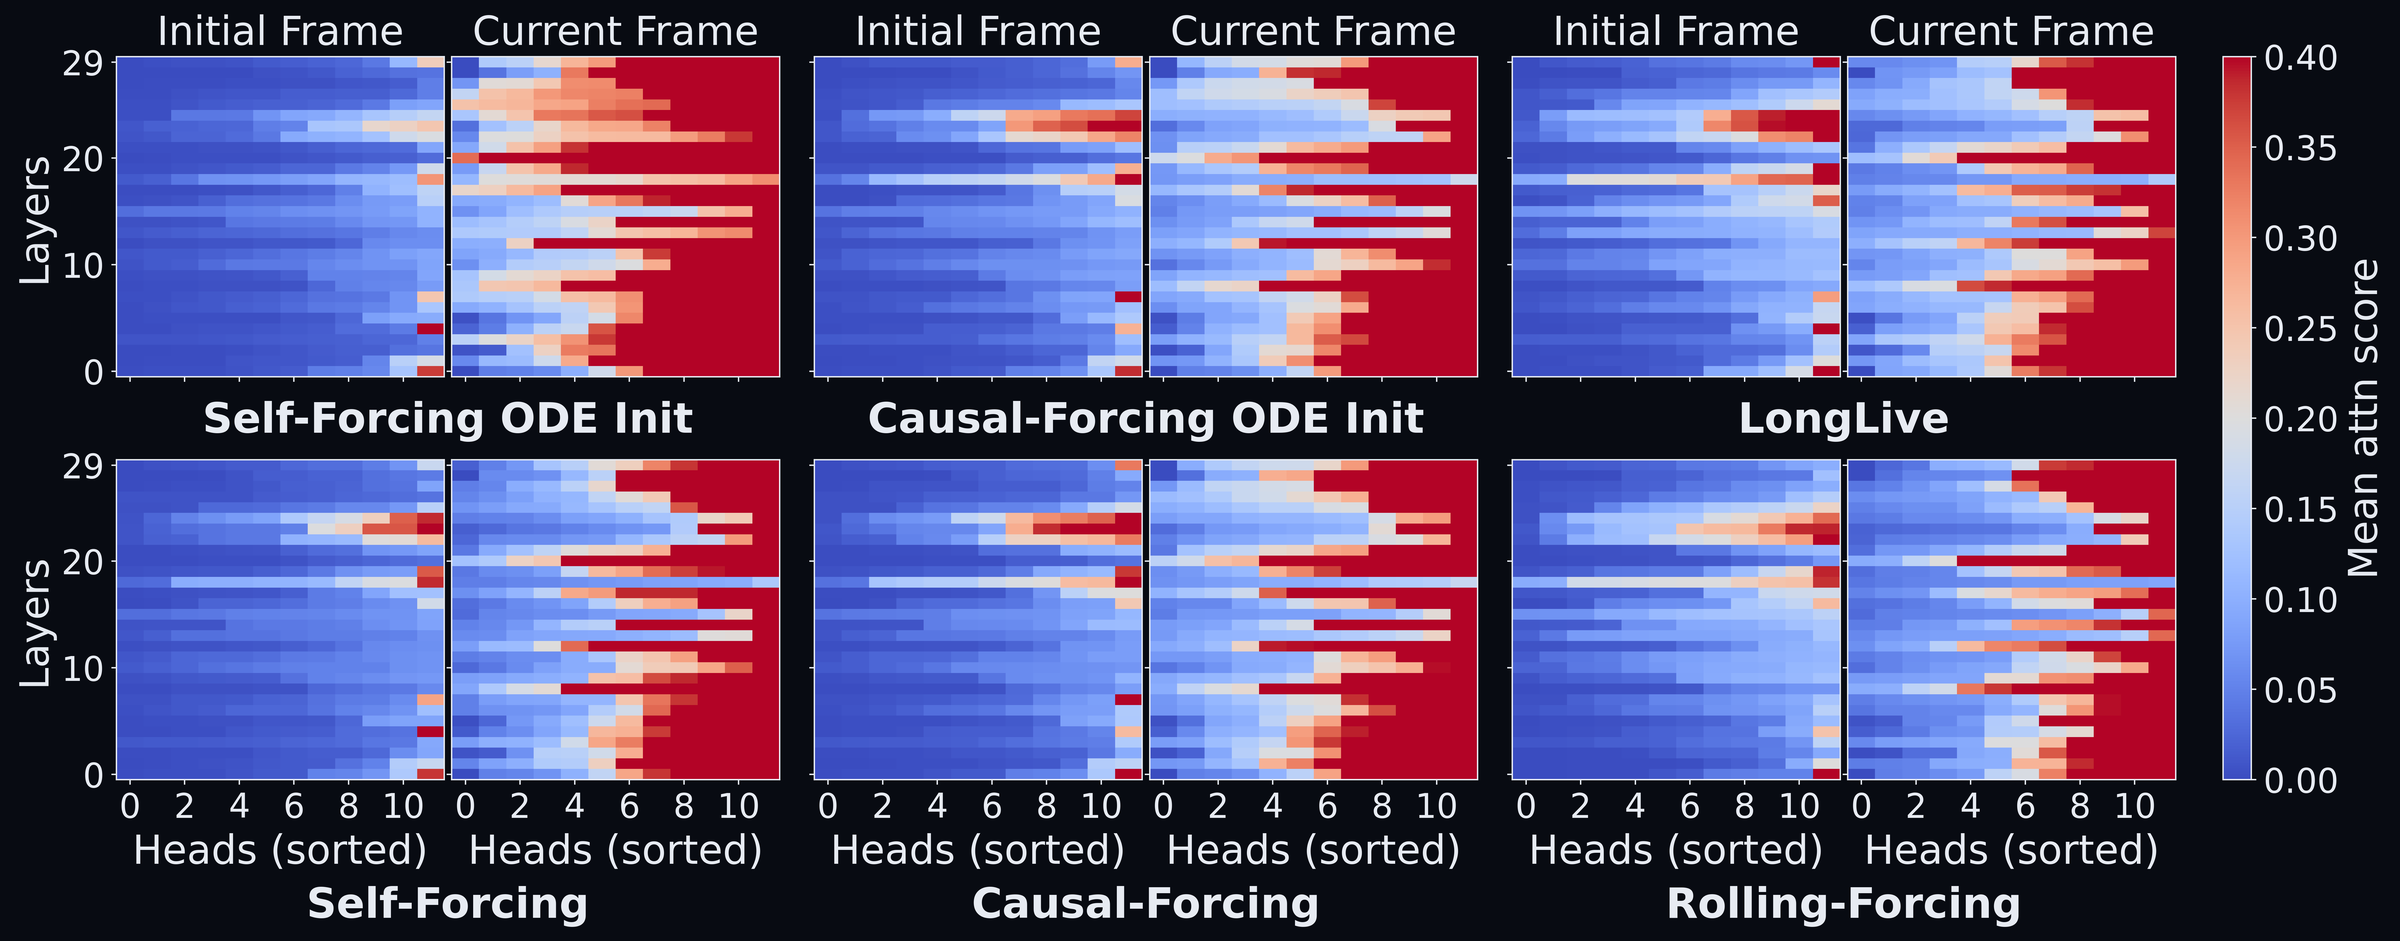 Initial Frame Current Frame Initial Frame Current Frame Initial Frame Current Frame
29
20
10
0
Layers
Self-Forcing ODE Init Causal-Forcing ODE Init LongLive
29
20
10
0
Layers
0 2 4 6 8 10 0 2 4 6 8 10 0 2 4 6 8 10 0 2 4 6 8 10 0 2 4 6 8 10 0 2 4 6 8 10
Heads (sorted) Heads (sorted) Heads (sorted) Heads (sorted) Heads (sorted) Heads (sorted)
Self-Forcing Causal-Forcing Rolling-Forcing
0.40
0.35
0.30
0.25
0.20
0.15
0.10
0.05
0.00
Mean attn score